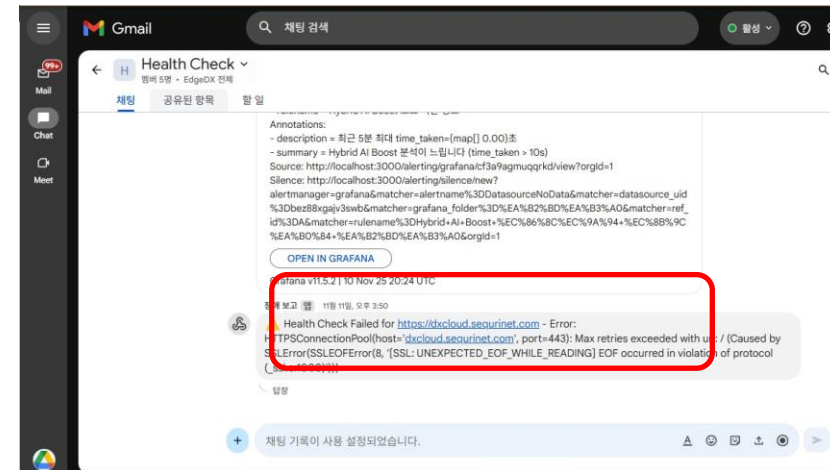 Gmail
채팅 검색
활성
99+
Mail
Chat
Meet
H
Health Check
멤버 5명 • EdgeDX 전체
채팅 공유된 항목 할 일
Annotations:
- description = 최근 5분 최대 time_taken={map[] 0.00}초
- summary = Hybrid AI Boost 분석이 느립니다 (time_taken > 10s)
Source: http://localhost:3000/alerting/grafana/cf3a9agmuqqrkd/view?orgId=1
Silence: http://localhost:3000/alerting/silence/new?
alertmanager=grafana&matcher=alertname%3DDatasourceNoData&matcher=datasource_uid
%3Dbez88xgajv3swb&matcher=grafana_folder%3D%EA%B2%BD%EA%B3%A0&matcher=ref_
id%3DA&matcher=rulename%3DHybrid+AI+Boost+%EC%86%8C%EC%9A%94+%EC%8B%9C
%EA%B0%84+%EA%B2%BD%EA%B3%A0&orgId=1
OPEN IN GRAFANA
Grafana v11.5.2 | 10 Nov 25 20:24 UTC
보고 앱 11월 11일, 오후 3:50
Health Check Failed for https://dxcloud.sequrinet.com - Error:
HTTPSConnectionPool(host='dxcloud.sequrinet.com', port=443): Max retries exceeded with url: / (Caused by
SSLError(SSLEOFError(8, '[SSL: UNEXPECTED_EOF_WHILE_READING] EOF occurred in violation of protocol
답장
채팅 기록이 사용 설정되었습니다.